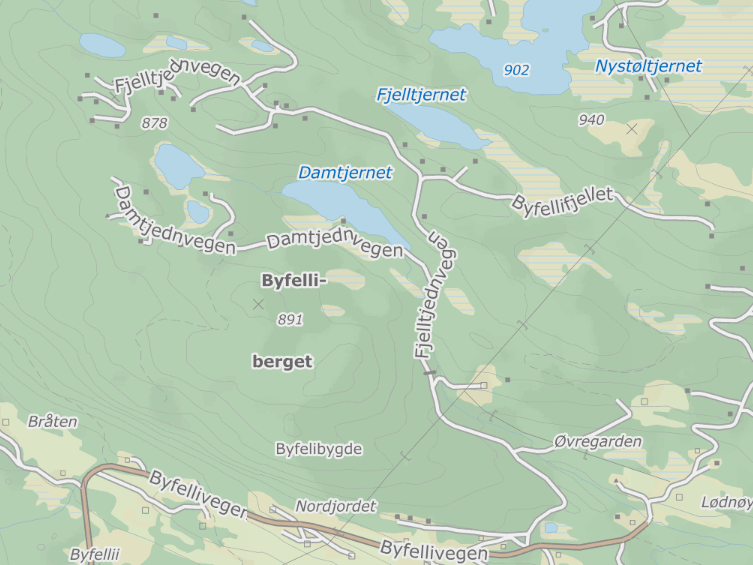 902
Nystøltjernet
Fjelltjednvegen
Fjelltjernet
878
940
Damtjernet
Damtjednvegen
Byfellifjellet
Damtjednvegen
Fjelltjednvegen
Byfelli-
891
berget
Bråten
Øvregarden
Byfelibygde
Byfellivegen
Nordjordet
Lødnøy
Byfellii
Byfellivegen